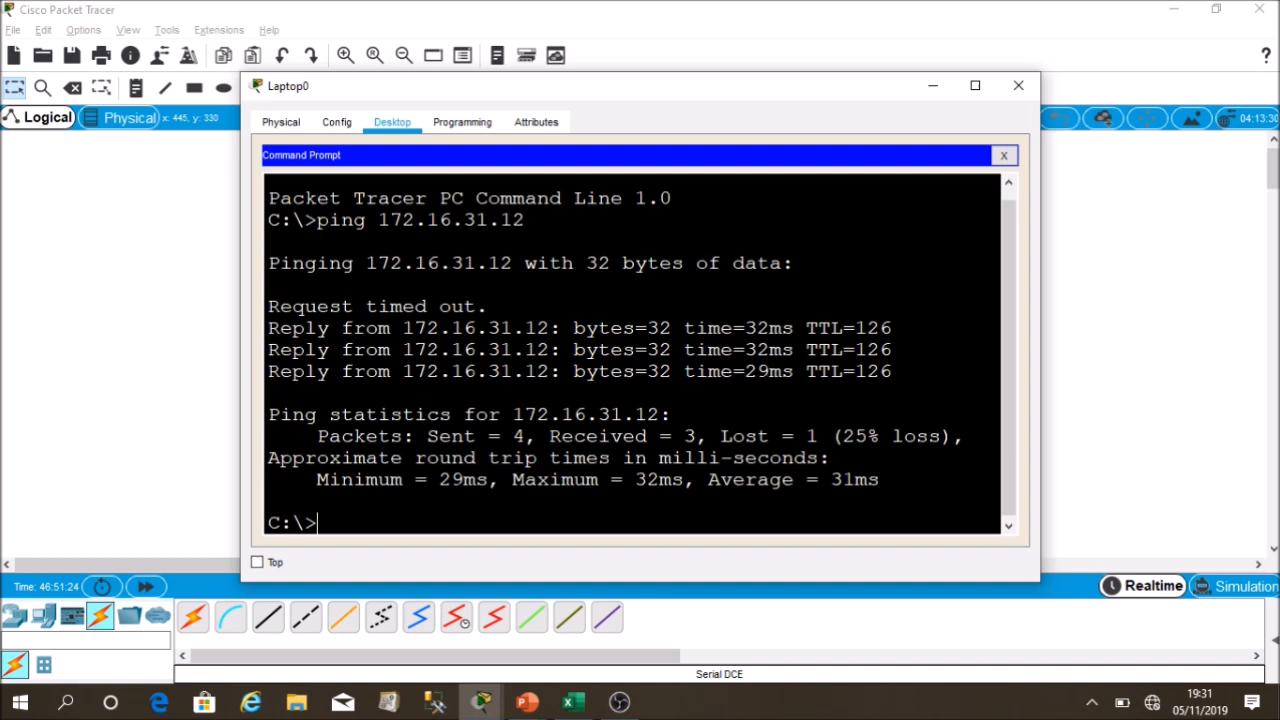 Cisco Packet Tracer
File Edit Options View Tools Extensions Help
Logical Physical x: 445, y: 330 04:13:30
Laptop0
Physical Config Desktop Programming Attributes
Command Prompt X
Packet Tracer PC Command Line 1.0
C:\>ping 172.16.31.12
Pinging 172.16.31.12 with 32 bytes of data:
Request timed out.
Reply from 172.16.31.12: bytes=32 time=32ms TTL=126
Reply from 172.16.31.12: bytes=32 time=32ms TTL=126
Reply from 172.16.31.12: bytes=32 time=29ms TTL=126
Ping statistics for 172.16.31.12:
Packets: Sent = 4, Received = 3, Lost = 1 (25% loss),
Approximate round trip times in milli-seconds:
Minimum = 29ms, Maximum = 32ms, Average = 31ms
C:\>
Top
Time: 46:51:24 Realtime Simulation
Serial DCE
19:31
05/11/2019